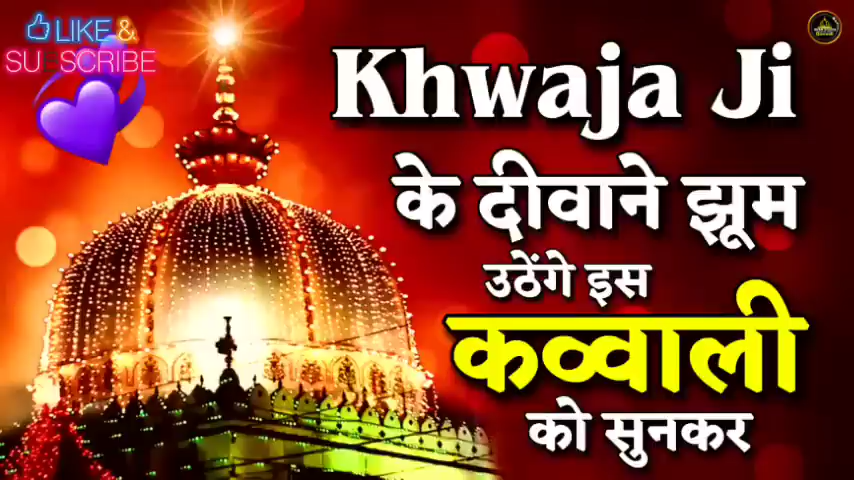 LIKE &
SUBSCRIBE
Khwaja Ji
के दीवाने झूम
उठेंगे इस
कव्वाली
को सुनकर